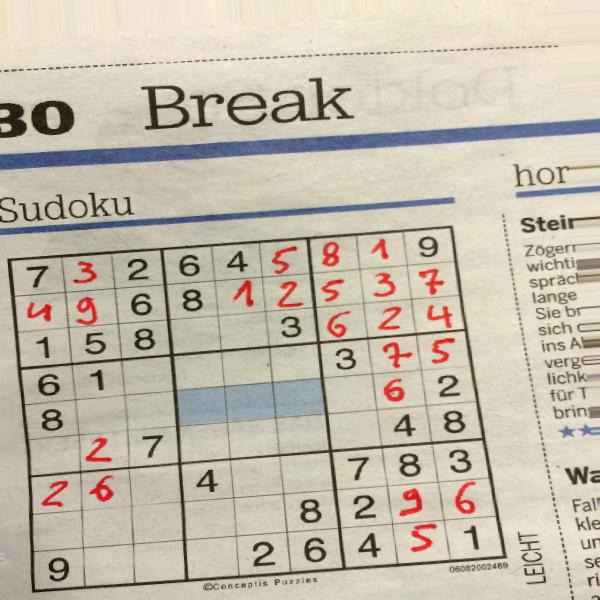 30 Break
Sudoku
7 3 2 6 4 5 8 1 9
4 9 6 8 1 2 5 3 7
1 5 8 3 6 2 4
6 1 3 7 5
8 6 2
2 7 4 8
2 6 4 7 8 3
8 2 9 6
9 2 6 4 5 1
©Conceptis Puzzles
06082002469
LEICHT
hor
Stein
Zögern
wichti
spräcl
lange
Sie br
sich
ins A
verg
lichk
für T
brin
Wa
Fal
kle
un
se
ri